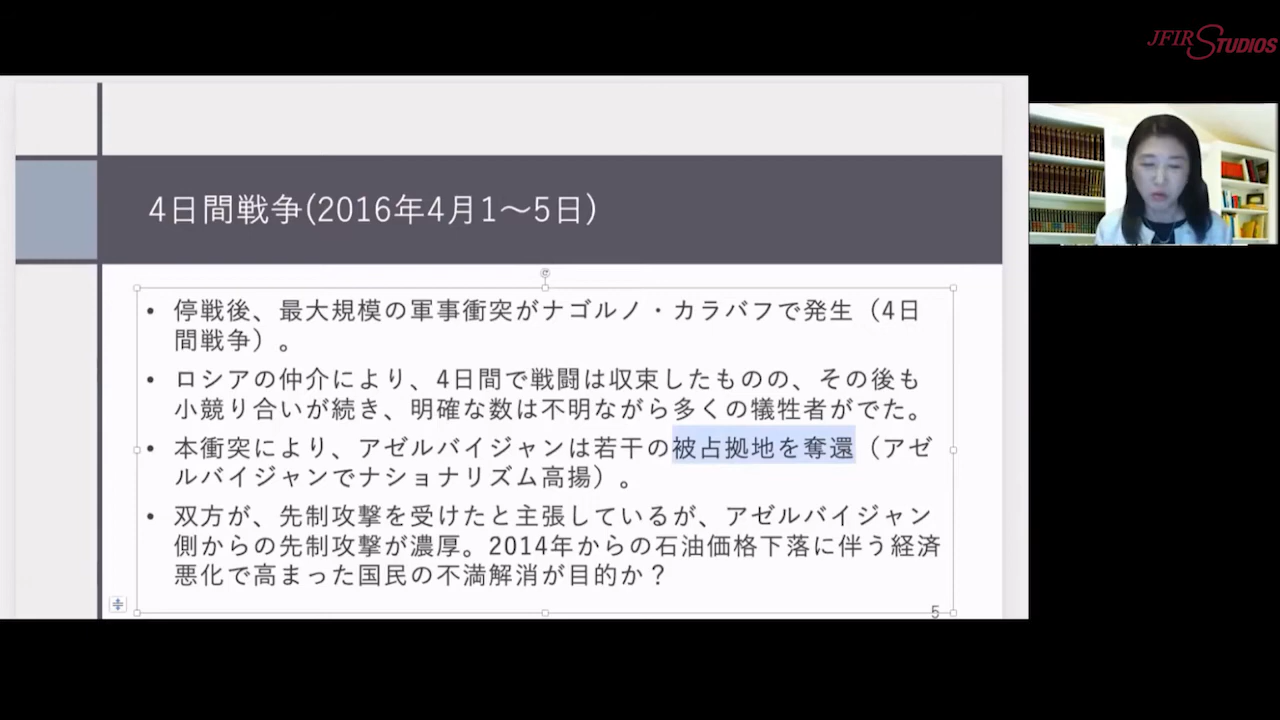 JFIR STUDIOS
4日間戦争(2016年4月1～5日)
• 停戦後、最大規模の軍事衝突がナゴルノ・カラバフで発生（4日
間戦争）。
• ロシアの仲介により、4日間で戦闘は収束したものの、その後も
小競り合いが続き、明確な数は不明ながら多くの犠牲者がでた。
• 本衝突により、アゼルバイジャンは若干の被占拠地を奪還（アゼ
ルバイジャンでナショナリズム高揚）。
• 双方が、先制攻撃を受けたと主張しているが、アゼルバイジャン
側からの先制攻撃が濃厚。2014年からの石油価格下落に伴う経済
悪化で高まった国民の不満解消が目的か？
5